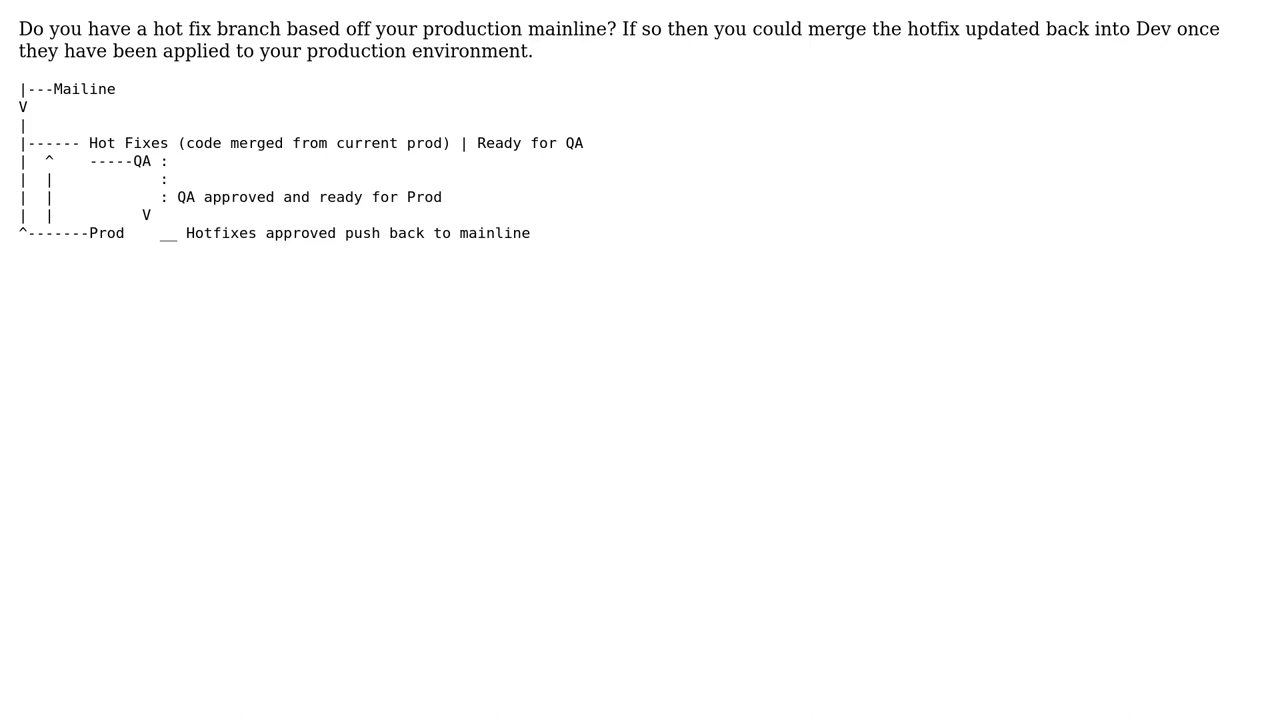 Do you have a hot fix branch based off your production mainline? If so then you could merge the hotfix updated back into Dev once
they have been applied to your production environment.
|---Mailine
V
|
|------ Hot Fixes (code merged from current prod) | Ready for QA
|  ^    -----QA :
|  |            :
|  |            : QA approved and ready for Prod
|  |          V
^-------Prod    __ Hotfixes approved push back to mainline